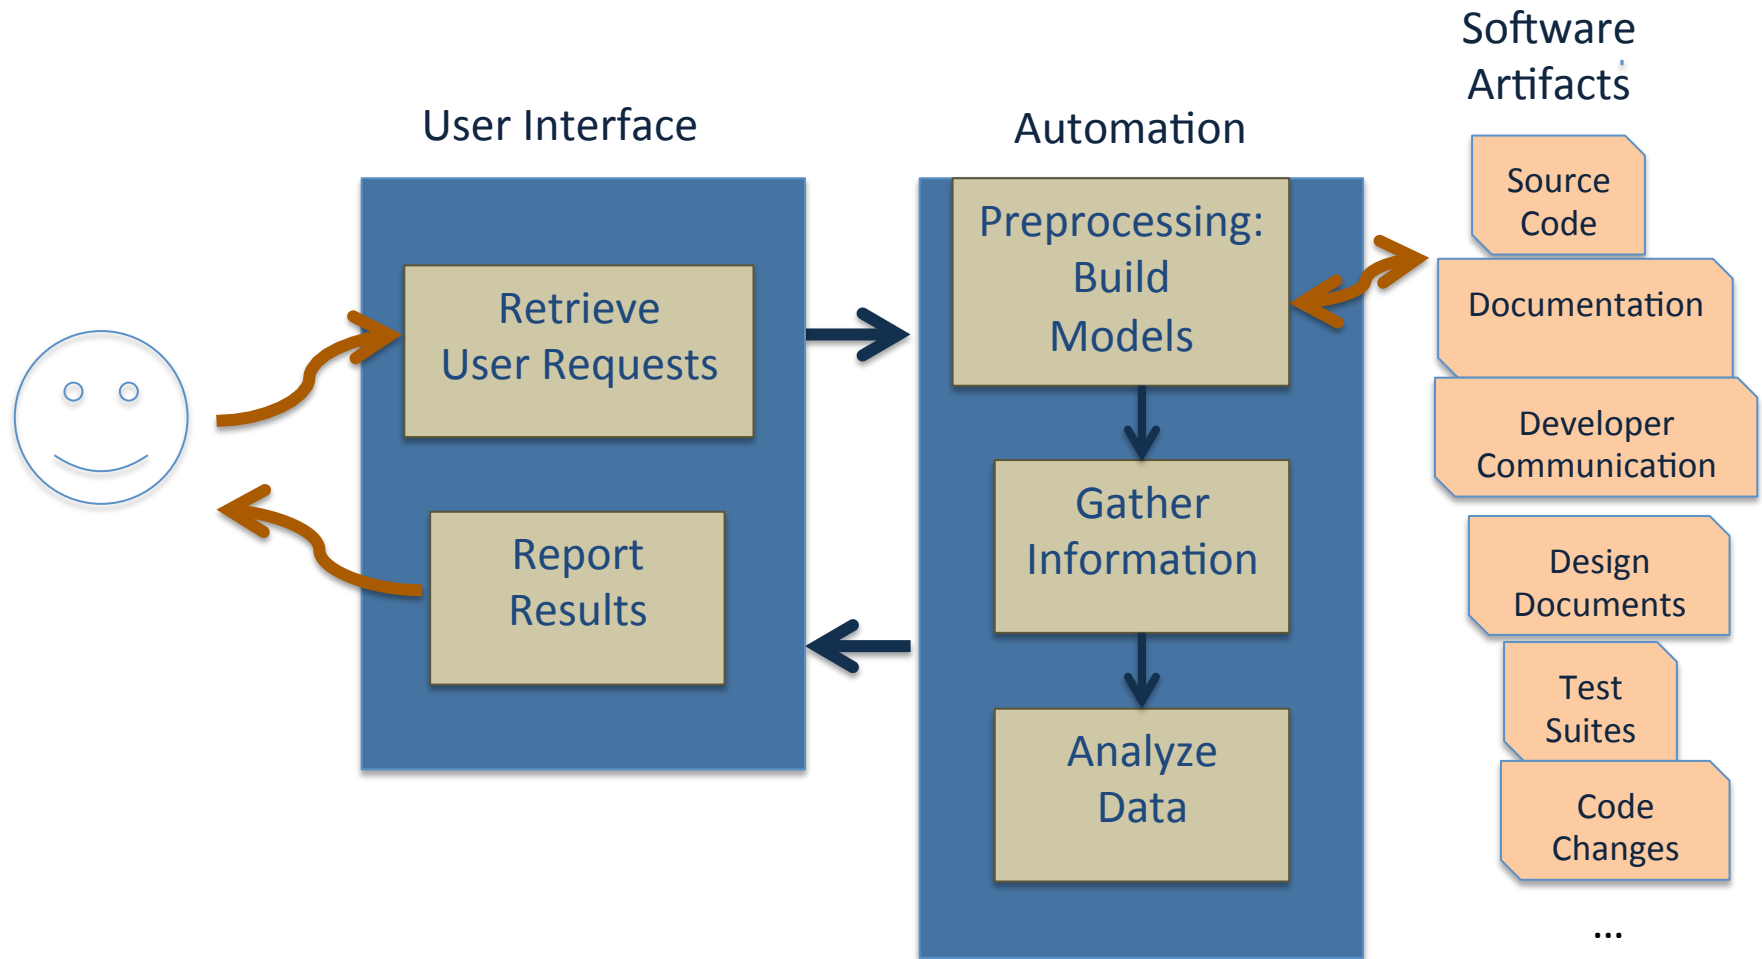 Software
Artifacts
User Interface
Automation
Retrieve
User Requests
Report
Results
Preprocessing:
Build
Models
Gather
Information
Analyze
Data
Source
Code
Documentation
Developer
Communication
Design
Documents
Test
Suites
Code
Changes
...